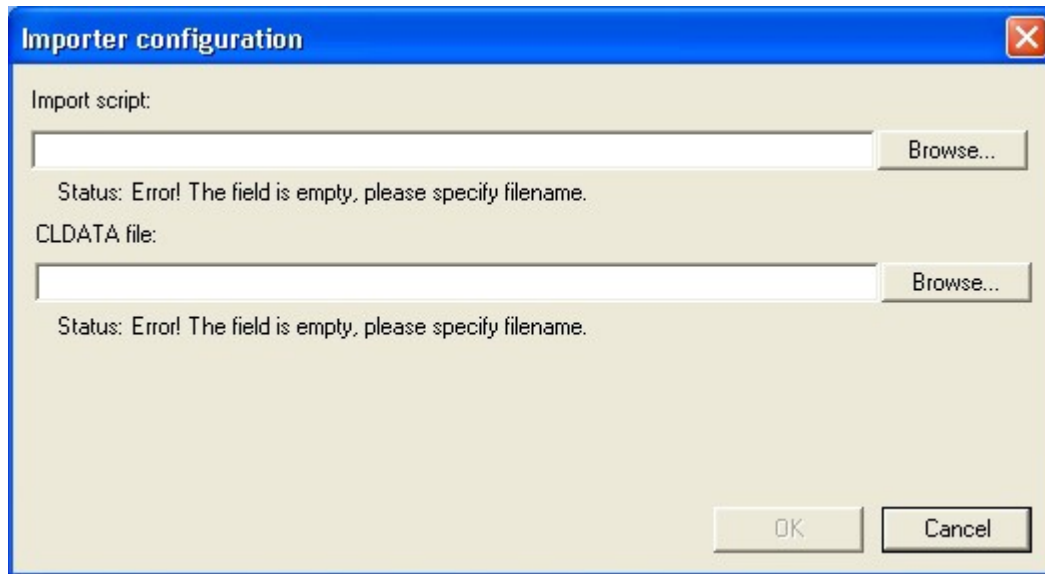 Importer configuration
Import script:
Browse...
Status: Error! The field is empty, please specify filename.
CLDATA file:
Browse...
Status: Error! The field is empty, please specify filename.
OK Cancel